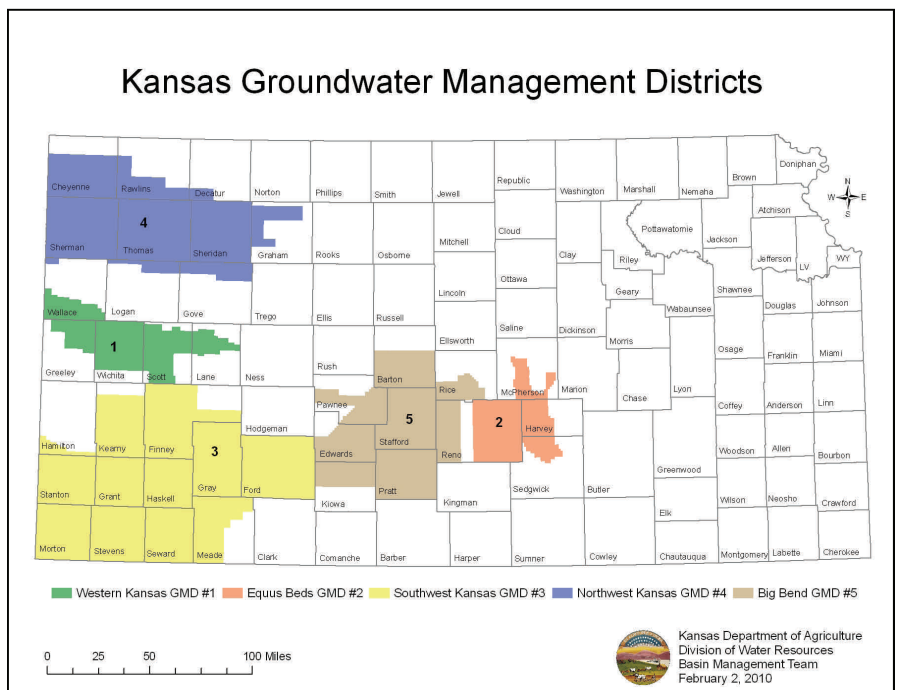 Kansas Groundwater Management Districts
Doniphan
Cheyenne Rawlins Decatur Norton Phillips Smith Jewell Republic Washington Marshall Nemaha Brown
N
W E
S
4
Atchison
Sherman Thomas Sheridan Graham Rooks Osborne Mitchell Cloud Clay Riley Pottawatomie Jackson Jefferson LV WY
Wallace Logan Gove Trego Ellis Russell Lincoln Ottawa Geary Wabaunsee Shawnee Douglas Johnson
1
Greeley Wichita Scott Lane Ness Rush Barton Ellsworth Saline Dickinson Morris Osage Franklin Miami
Hamilton Kearny Finney Hodgeman Pawnee Rice McPherson Marion Chase Lyon Coffey Anderson Linn
3
5
2
Stanton Grant Haskell Gray Ford Edwards Stafford Reno Harvey Greenwood Woodson Allen Bourbon
Kiowa Pratt Kingman Sedgwick Butler Elk Wilson Neosho Crawford
Morton Stevens Seward Meade Clark Comanche Barber Harper Sumner Cowley Chautauqua Montgomery Labette Cherokee
Western Kansas GMD #1 Equus Beds GMD #2 Southwest Kansas GMD #3 Northwest Kansas GMD #4 Big Bend GMD #5
0 25 50 100 Miles
Kansas Department of Agriculture
Division of Water Resources
Basin Management Team
February 2, 2010